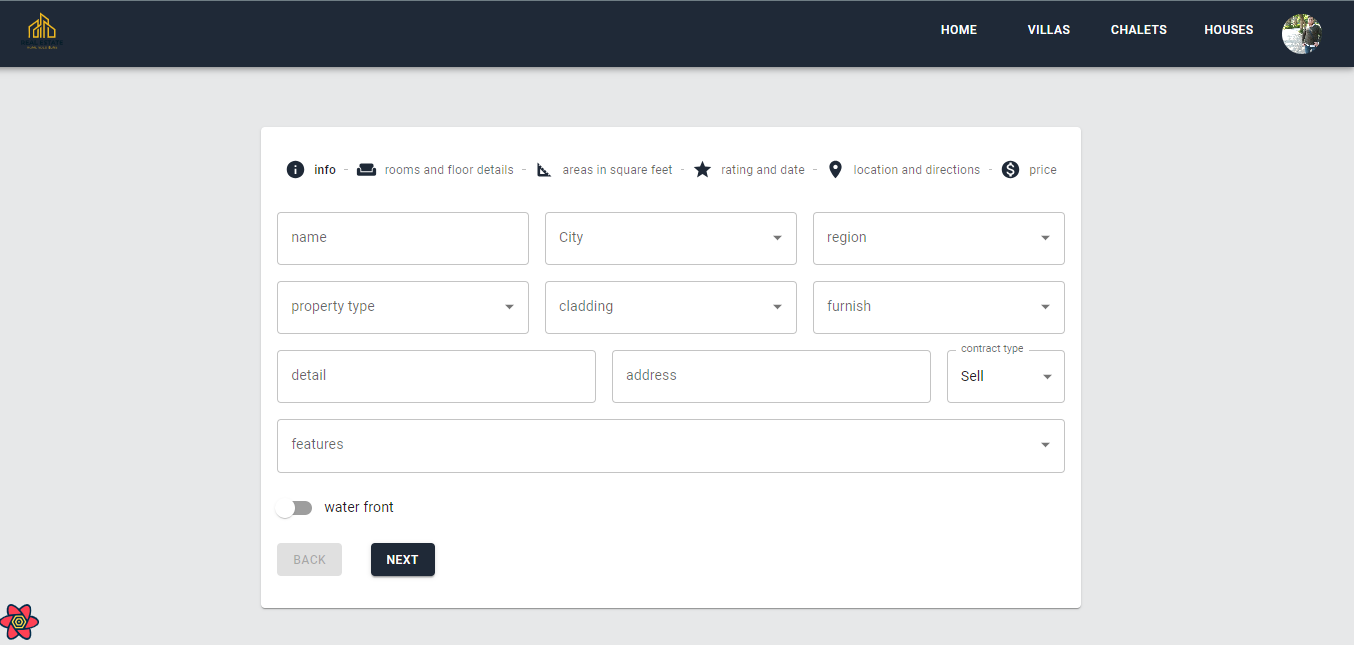 HOME VILLAS CHALETS HOUSES
info - rooms and floor details - areas in square feet - rating and date - location and directions - price
name City region
property type cladding furnish
contract type
detail address Sell
features
water front
BACK NEXT